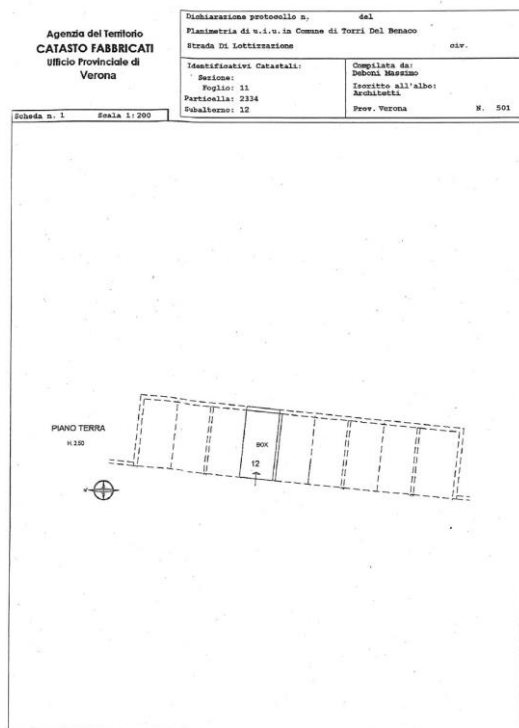 Agenzia del Territorio
CATASTO FABBRICATI
Ufficio Provinciale di
Verona
Dichiarazione protocollo n. del
Planimetria di u.i.u. in Comune di Torri Del Benaco
Strada Di Lottizzazione civ.
Identificativi Catastali:
Sezione:
Foglio: 11
Particella: 2334
Subalterno: 12
Compilata da:
Deboni Massimo
Iscritto all'albo:
Architetti
Prov. Verona N. 501
Scheda n. 1 Scala 1:200
PIANO TERRA
H 2.50
BOX
12